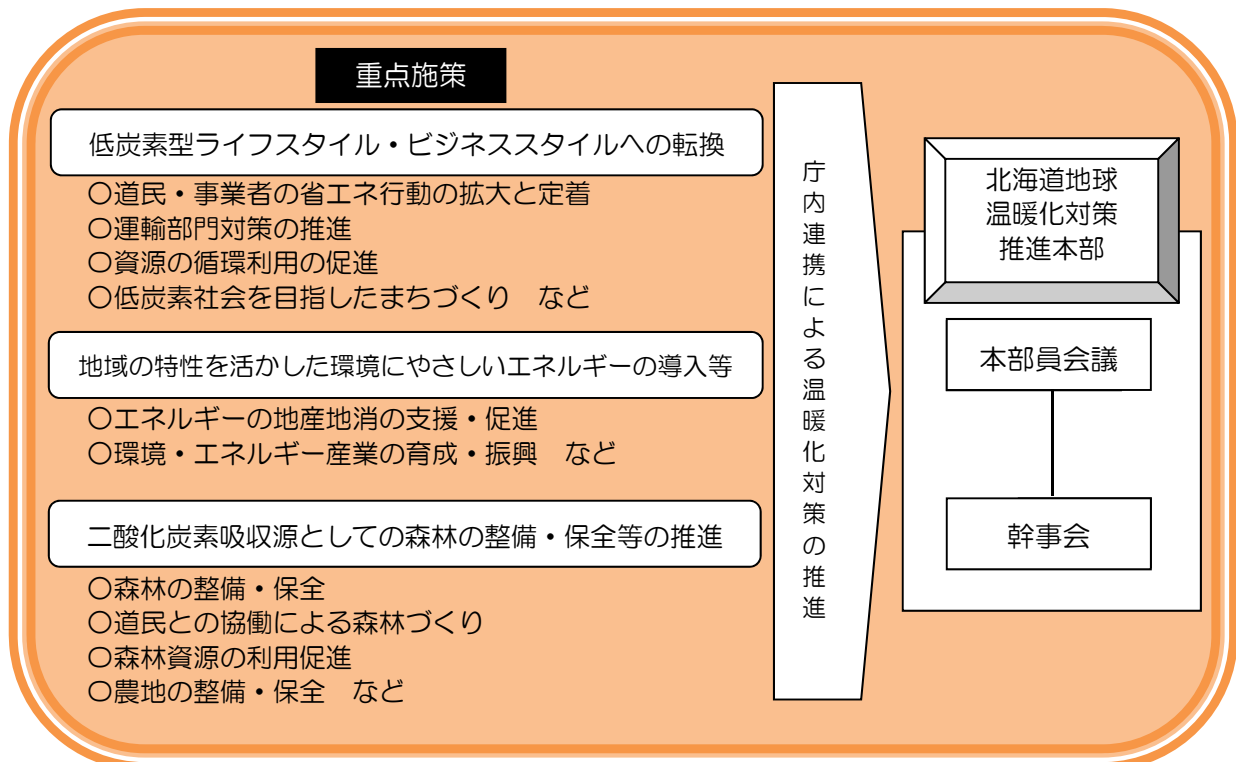 重点施策
低炭素型ライフスタイル・ビジネススタイルへの転換
〇道民・事業者の省エネ行動の拡大と定着
〇運輸部門対策の推進
〇資源の循環利用の促進
〇低炭素社会を目指したまちづくり　など
地域の特性を活かした環境にやさしいエネルギーの導入等
〇エネルギーの地産地消の支援・促進
〇環境・エネルギー産業の育成・振興　など
二酸化炭素吸収源としての森林の整備・保全等の推進
〇森林の整備・保全
〇道民との協働による森林づくり
〇森林資源の利用促進
〇農地の整備・保全　など
庁内連携による温暖化対策の推進
北海道地球
温暖化対策
推進本部
本部員会議
幹事会